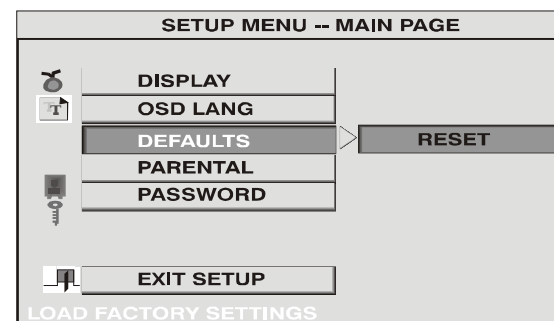 SETUP MENU -- MAIN PAGE
DISPLAY
T OSD LANG
DEFAULTS RESET
PARENTAL
PASSWORD
EXIT SETUP
LOAD FACTORY SETTINGS